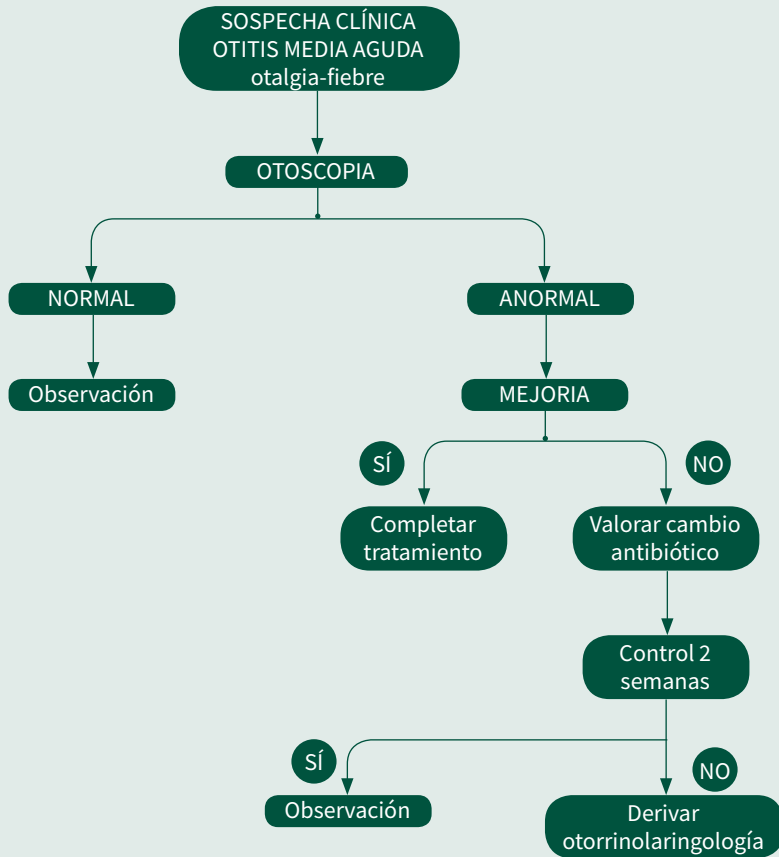 SOSPECHA CLÍNICA
OTITIS MEDIA AGUDA
otalgia-fiebre
OTOSCOPIA
NORMAL
ANORMAL
Observación
MEJORIA
SÍ
NO
Completar
tratamiento
Valorar cambio
antibiótico
Control 2
semanas
SÍ
NO
Observación
Derivar
otorrinolaringología